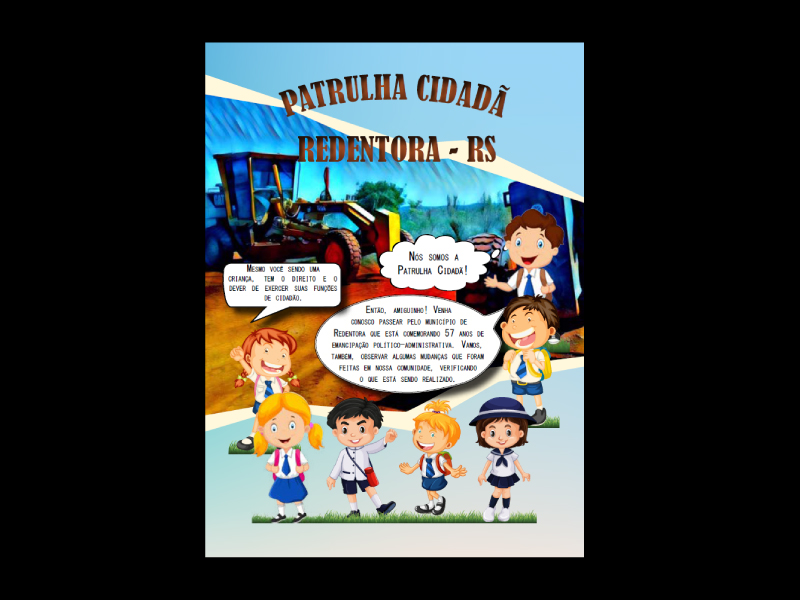 PATRULHA CIDADÃ
REDENTORA - RS
NÓS SOMOS A
PATRULHA CIDADÃ!
MESMO VOCÊ SENDO UMA
CRIANÇA, TEM O DIREITO E O
DEVER DE EXERCER SUAS FUNÇÕES
DE CIDADÃO.
ENTÃO, AMIGUINHO! VENHA
CONOSCO PASSEAR PELO MUNICIPIO DE
REDENTORA QUE ESTÁ COMEMORANDO 57 ANOS DE
EMANCIPAÇÃO POLÍTICO-ADMINISTRATIVA. VAMOS,
TAMBÉM, OBSERVAR ALGUMAS MUDANÇAS QUE FORAM
FEITAS EM NOSSA COMUNIDADE, VERIFICANDO
O QUE ESTÁ SENDO REALIZADO.